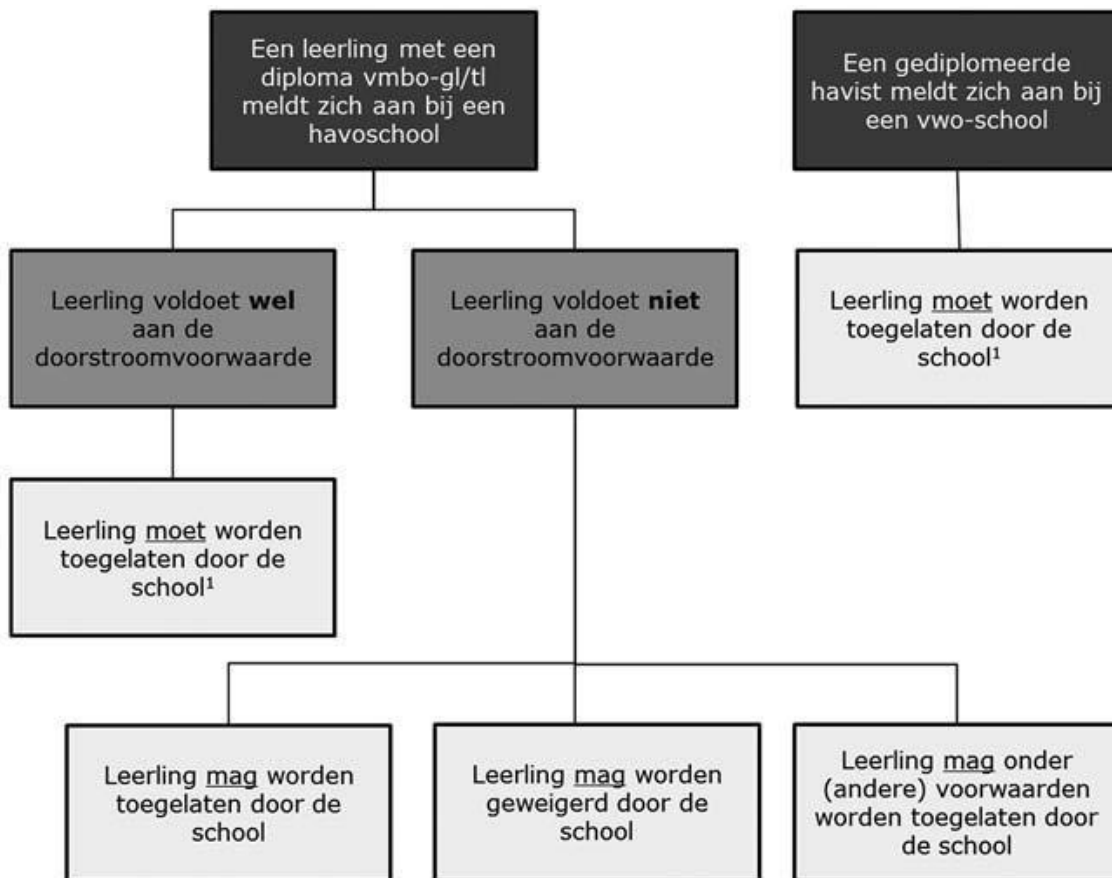 Een leerling met een
diploma vmbo-gl/tl
meldt zich aan bij een
havoschool
Een gediplomeerde
havist meldt zich aan bij
een vwo-school
Leerling voldoet wel
aan de
doorstroomvoorwaarde
Leerling voldoet niet
aan de
doorstroomvoorwaarde
Leerling moet worden
toegelaten door de
school¹
Leerling moet worden
toegelaten door de
school¹
Leerling mag worden
toegelaten door de
school
Leerling mag worden
geweigerd door de
school
Leerling mag onder
(andere) voorwaarden
worden toegelaten door
de school